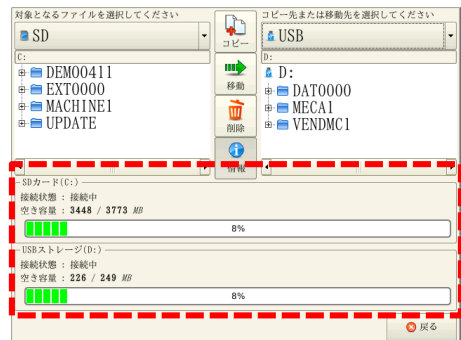 対象となるファイルを選択してください
SD
C:
DEMO0411
EXT0000
MACHINE1
UPDATE
コピー
移動
削除
情報
コピー先または移動先を選択してください
USB
D:
D:
DAT0000
MECA1
VENDMC1
SDカード(C:)
接続状態 : 接続中
空き容量 : 3448 / 3773 MB
8%
USBストレージ(D:)
接続状態 : 接続中
空き容量 : 226 / 249 MB
8%
戻る